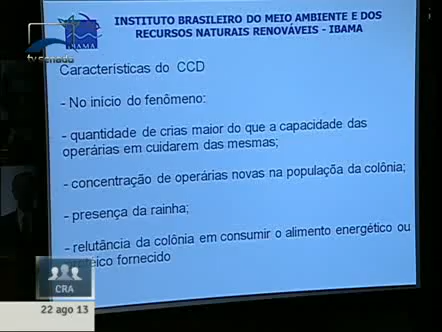 INSTITUTO BRASILEIRO DO MEIO AMBIENTE E DOS
RECURSOS NATURAIS RENOVÁVEIS - IBAMA
IBAMA
tv senado
Características do CCD
- No início do fenômeno:
- quantidade de crias maior do que a capacidade das
operárias em cuidarem das mesmas;
- concentração de operárias novas na populaçõa da colônia;
- presença da rainha;
- relutância da colônia em consumir o alimento energético ou
teico fornecido
CRA
22 ago 13